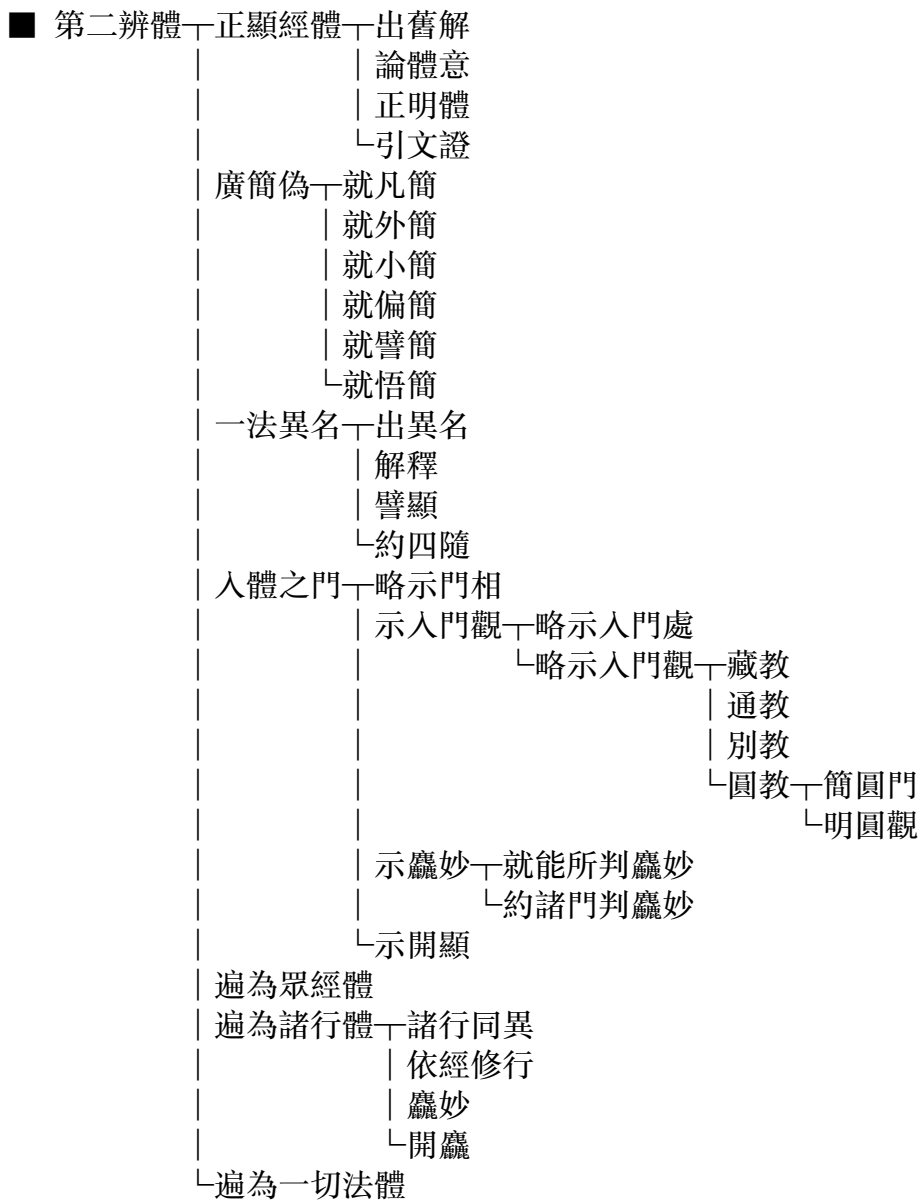 ■ 第二辨體┬正顯經體┬出舊解
│ │論體意
│ │正明體
│ └引文證
│廣簡偽┬就凡簡
│ │就外簡
│ │就小簡
│ │就偏簡
│ │就譬簡
│ └就悟簡
│一法異名┬出異名
│ │解釋
│ │譬顯
│ └約四隨
│入體之門┬略示門相
│ │示入門觀┬略示入門處
│ │ └略示入門觀┬藏教
│ │ │通教
│ │ │別教
│ │ └圓教┬簡圓門
│ │ └明圓觀
│ │示麤妙┬就能所判麤妙
│ │ └約諸門判麤妙
│ └示開顯
│遍為眾經體
│遍為諸行體┬諸行同異
│ │依經修行
│ │麤妙
│ └開麤
└遍為一切法體